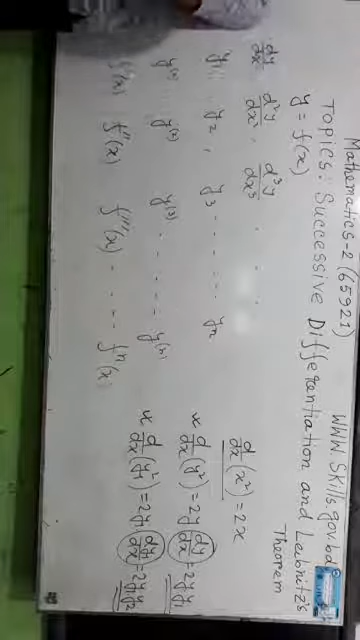 Mathematics-2 (65921) WWW.Skills.gov.bd
TOPICS: Successive Differentiation and Leibnitz's Theorem
y = f(x)
dy/dx d²y/dx², d³y/dx³ . . .
y₁, y₂, y₃ - - - - - yₙ
y⁽¹⁾ y⁽²⁾ y⁽³⁾ - - - - y⁽ⁿ⁾
f'(x) f''(x) f'''(x) - - - fⁿ(x)
d/dx (x²) = 2x
x d/dx (y²) = 2y dy/dx = 2y y₁
x d/dx (y₁²) = 2y₁ dy₁/dx = 2y₁y₂